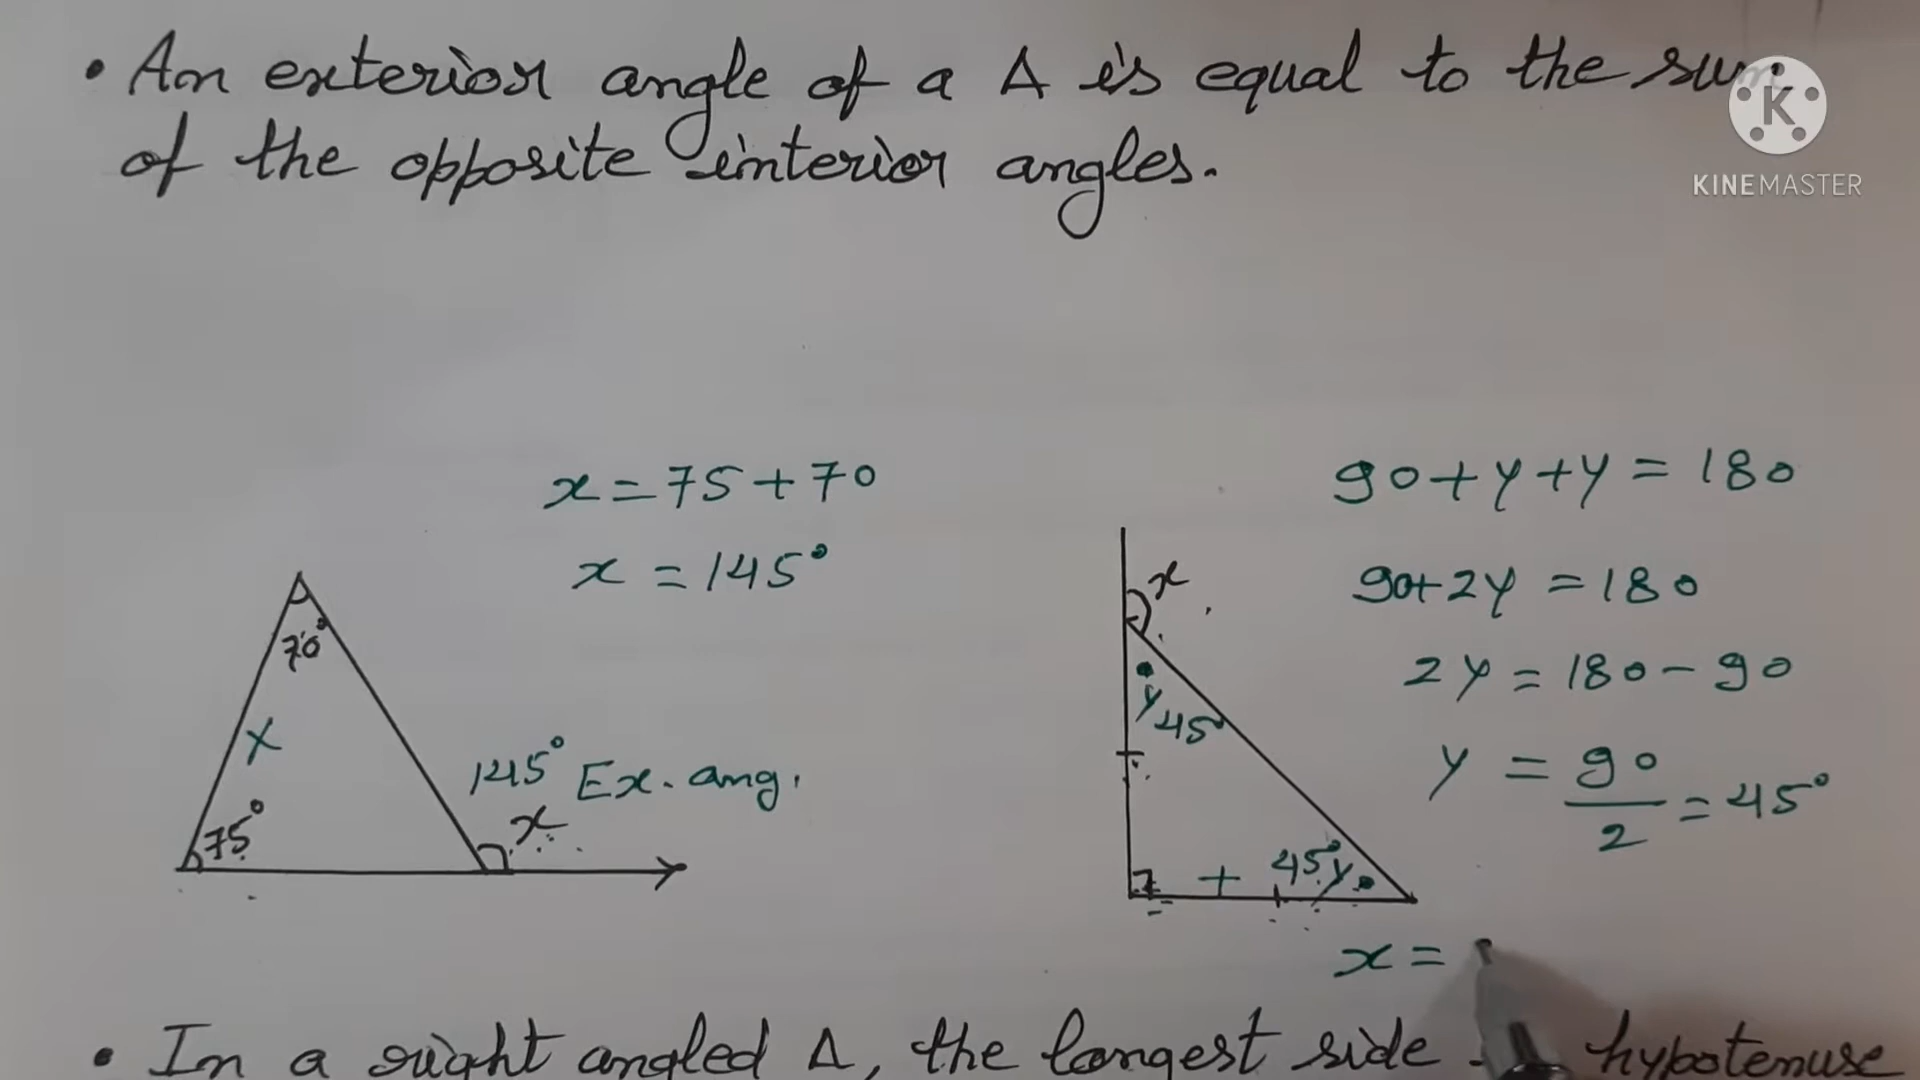 • An exterior angle of a Δ is equal to the sum
of the opposite interior angles.
K
KINEMASTER
x = 75 + 70
x = 145°
70°
x
75°
145° Ex. ang.
x
90 + y + y = 180
90 + 2y = 180
2y = 180 - 90
y = 90/2 = 45°
x
y 45°
+ 45° y
x =
• In a right angled Δ, the longest side hypotenuse